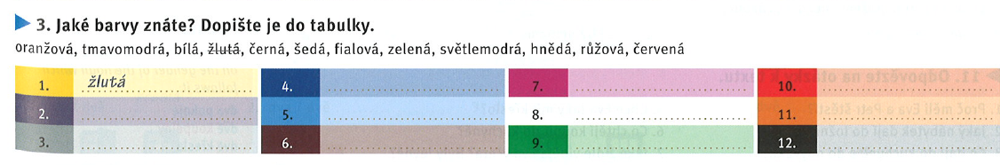 3. Jaké barvy znáte? Dopište je do tabulky.
oranžová, tmavomodrá, bílá, žlutá, černá, šedá, fialová, zelená, světlemodrá, hnědá, růžová, červená
1. žlutá 4. 7. 10.
2. 5. 8. 11.
3. 6. 9. 12.